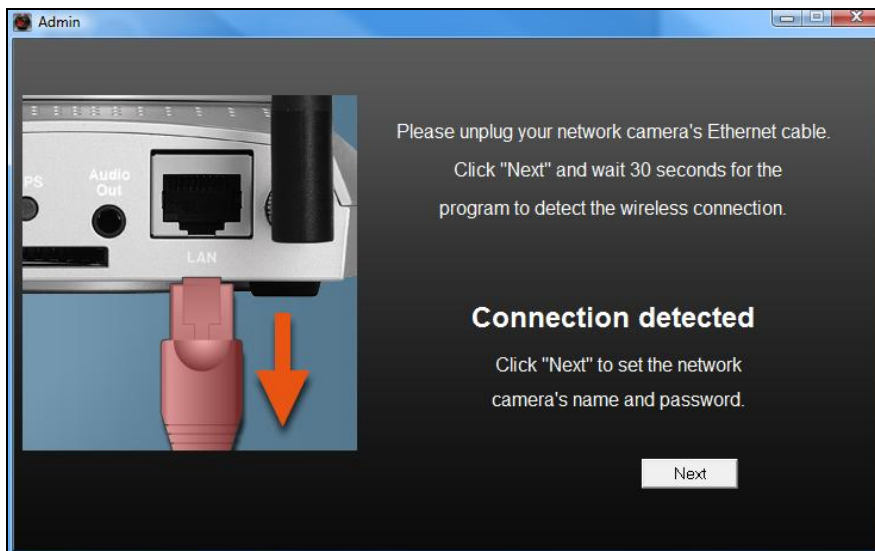 Admin
Please unplug your network camera's Ethernet cable.
Click "Next" and wait 30 seconds for the
program to detect the wireless connection.
PS
Audio
Out
LAN
Connection detected
Click "Next" to set the network
camera's name and password.
Next